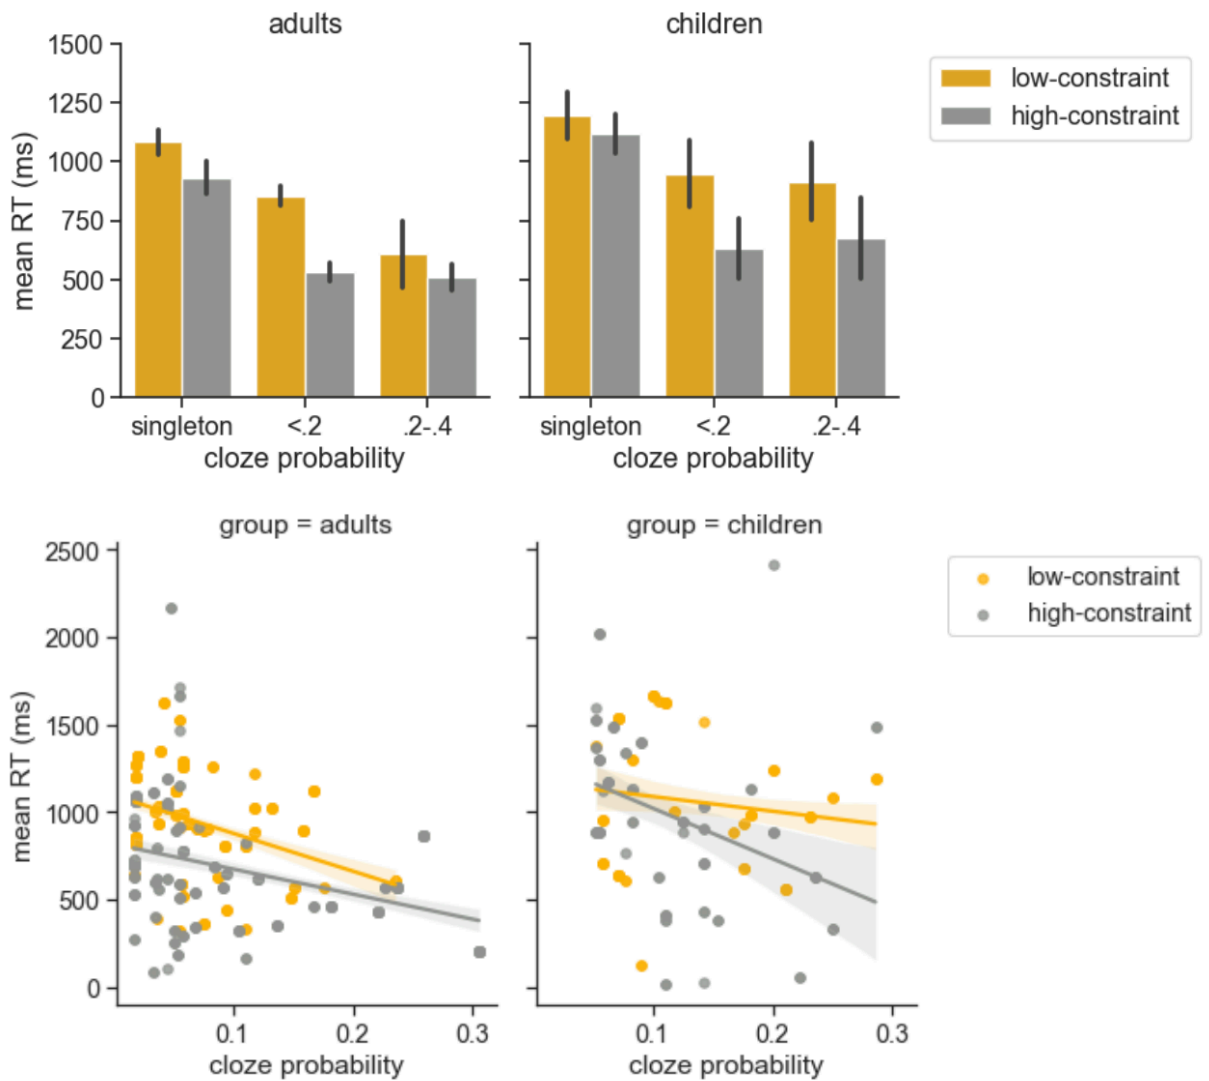 adults
children
1500
1250
1000
750
500
250
0
mean RT (ms)
low-constraint
high-constraint
singleton
<.2
.2-.4
singleton
<.2
.2-.4
cloze probability
cloze probability
group = adults
group = children
2500
2000
1500
1000
500
0
mean RT (ms)
low-constraint
high-constraint
0.1
0.2
0.3
0.1
0.2
0.3
cloze probability
cloze probability